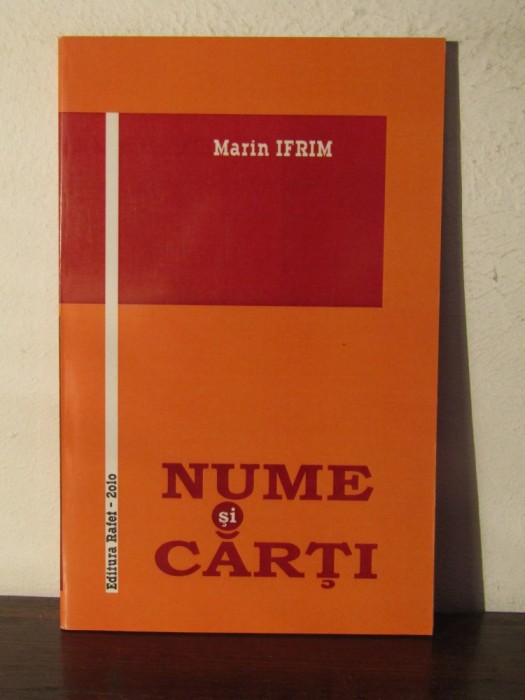 Marin IFRIM
NUME
și
CĂRȚI
Editura Rafet - 2010